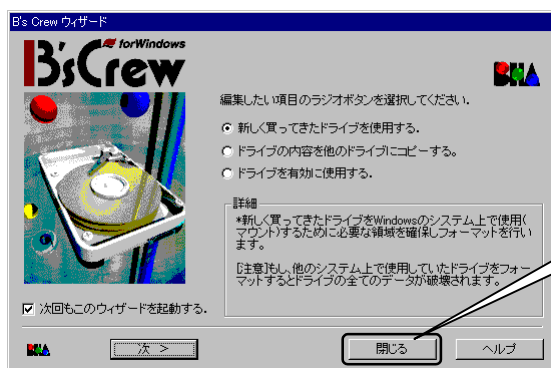 B's Crew ウィザード
for Windows
B'sCrew
BHA
編集したい項目のラジオボタンを選択してください.
新しく買ってきたドライブを使用する.
ドライブの内容を他のドライブにコピーする。
ドライブを有効に使用する.
詳細
*新しく買ってきたドライブをWindowsのシステム上で使用(
マウント)するために必要な領域を確保しフォーマットを行い
ます。
[注意]もし、他のシステム上で使用していたドライブをフォー
マットするとドライブの全てのデータが破壊されます。
次回もこのウィザードを起動する.
BHA
次 >
閉じる
ヘルプ